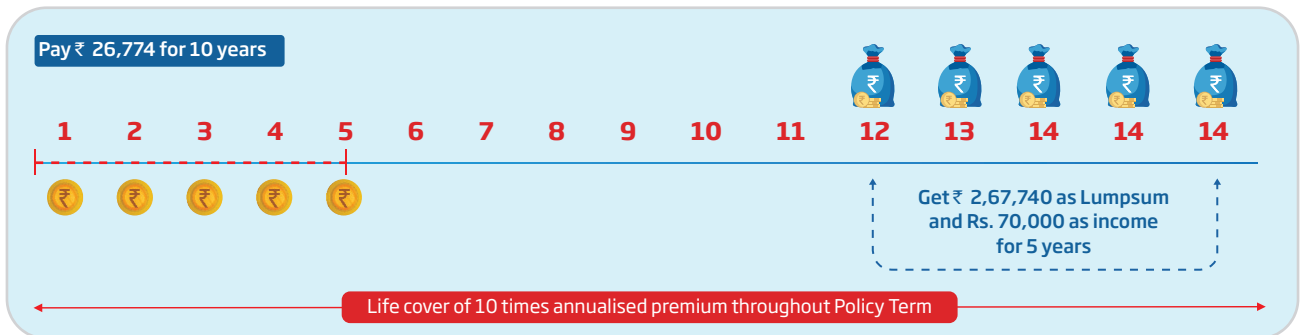 Pay ₹ 26,774 for 10 years
₹ ₹ ₹ ₹ ₹
1 2 3 4 5 6 7 8 9 10 11 12 13 14 14 14
₹ ₹ ₹ ₹ ₹
Get ₹ 2,67,740 as Lumpsum
and Rs. 70,000 as income
for 5 years
Life cover of 10 times annualised premium throughout Policy Term